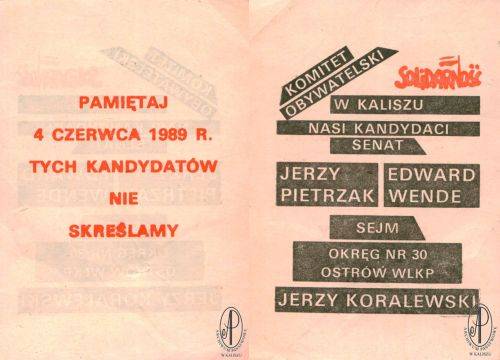 PAMIĘTAJ
4 CZERWCA 1989 R.
TYCH KANDYDATÓW
NIE
SKREŚLAMY
KOMITET
OBYWATELSKI
SOLIDARNOŚĆ
W KALISZU
NASI KANDYDACI
SENAT
JERZY
PIETRZAK
EDWARD
WENDE
SEJM
OKRĘG NR 30
OSTRÓW WLKP
JERZY KORALEWSKI